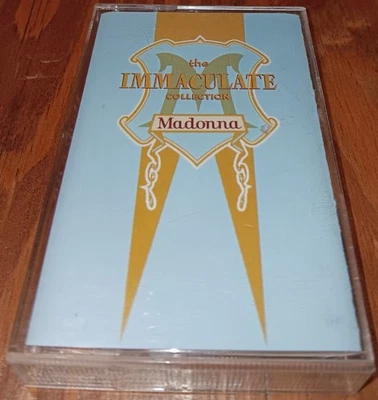 the
IMMACULATE
COLLECTION
Madonna